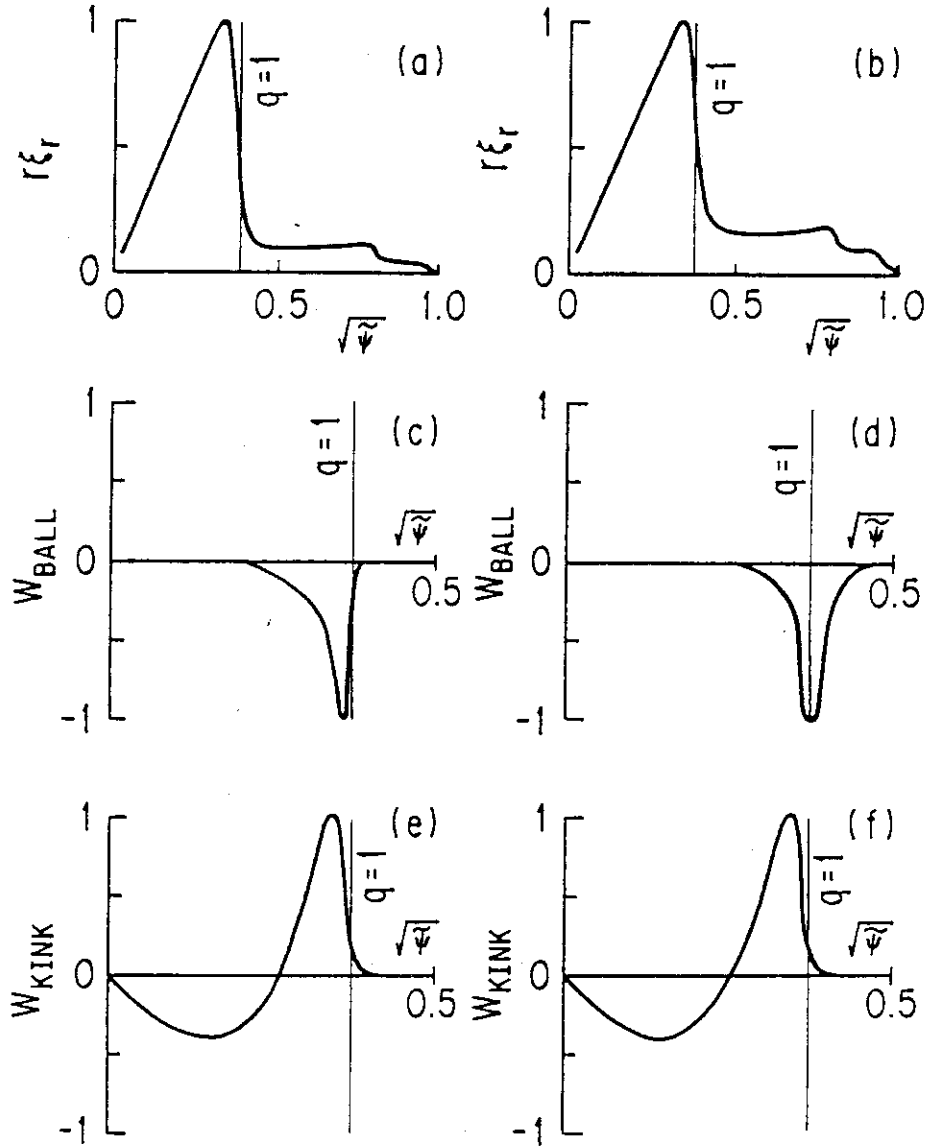 1
(a)
q=1
rξr
0
0
0.5
1.0
√ψ̃
1
(b)
q=1
rξr
0
0
0.5
1.0
√ψ̃
1
(c)
q=1
√ψ̃
WBALL
0
0.5
-1
1
(d)
q=1
√ψ̃
WBALL
0
0.5
-1
1
(e)
q=1
√ψ̃
WKINK
0
0.5
-1
1
(f)
q=1
√ψ̃
WKINK
0
0.5
-1